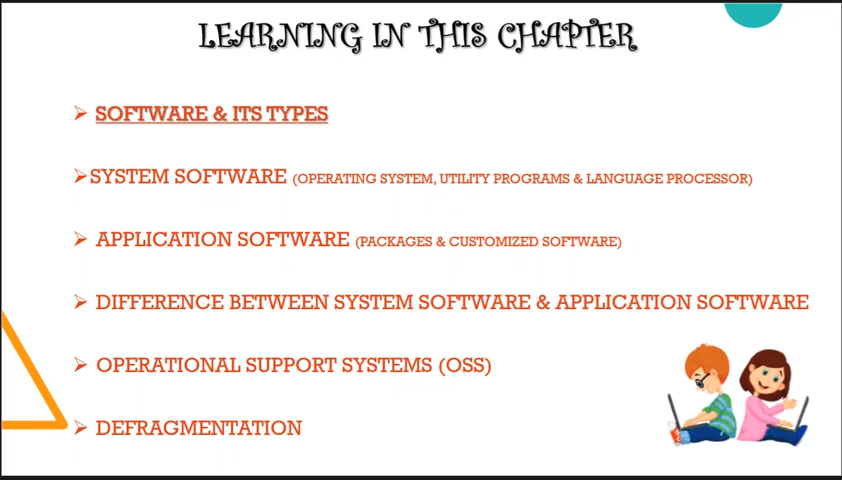 LEARNING IN THIS CHAPTER
SOFTWARE & ITS TYPES
SYSTEM SOFTWARE (OPERATING SYSTEM, UTILITY PROGRAMS & LANGUAGE PROCESSOR)
APPLICATION SOFTWARE (PACKAGES & CUSTOMIZED SOFTWARE)
DIFFERENCE BETWEEN SYSTEM SOFTWARE & APPLICATION SOFTWARE
OPERATIONAL SUPPORT SYSTEMS (OSS)
DEFRAGMENTATION